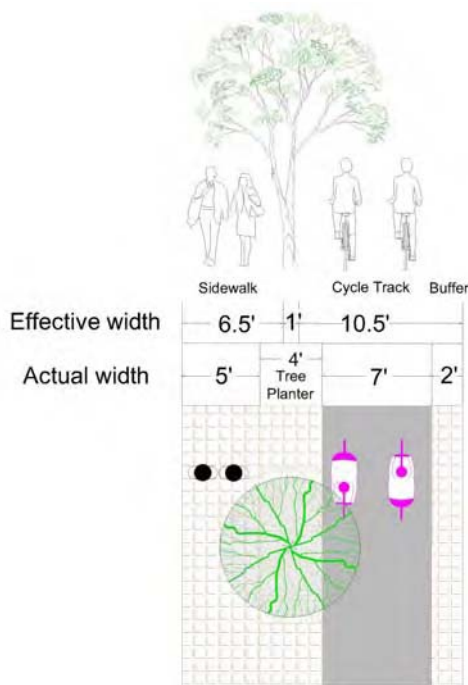 Sidewalk Cycle Track Buffer
Effective width 6.5' 1' 10.5'
Actual width 5' 4' 7' 2'
Tree
Planter